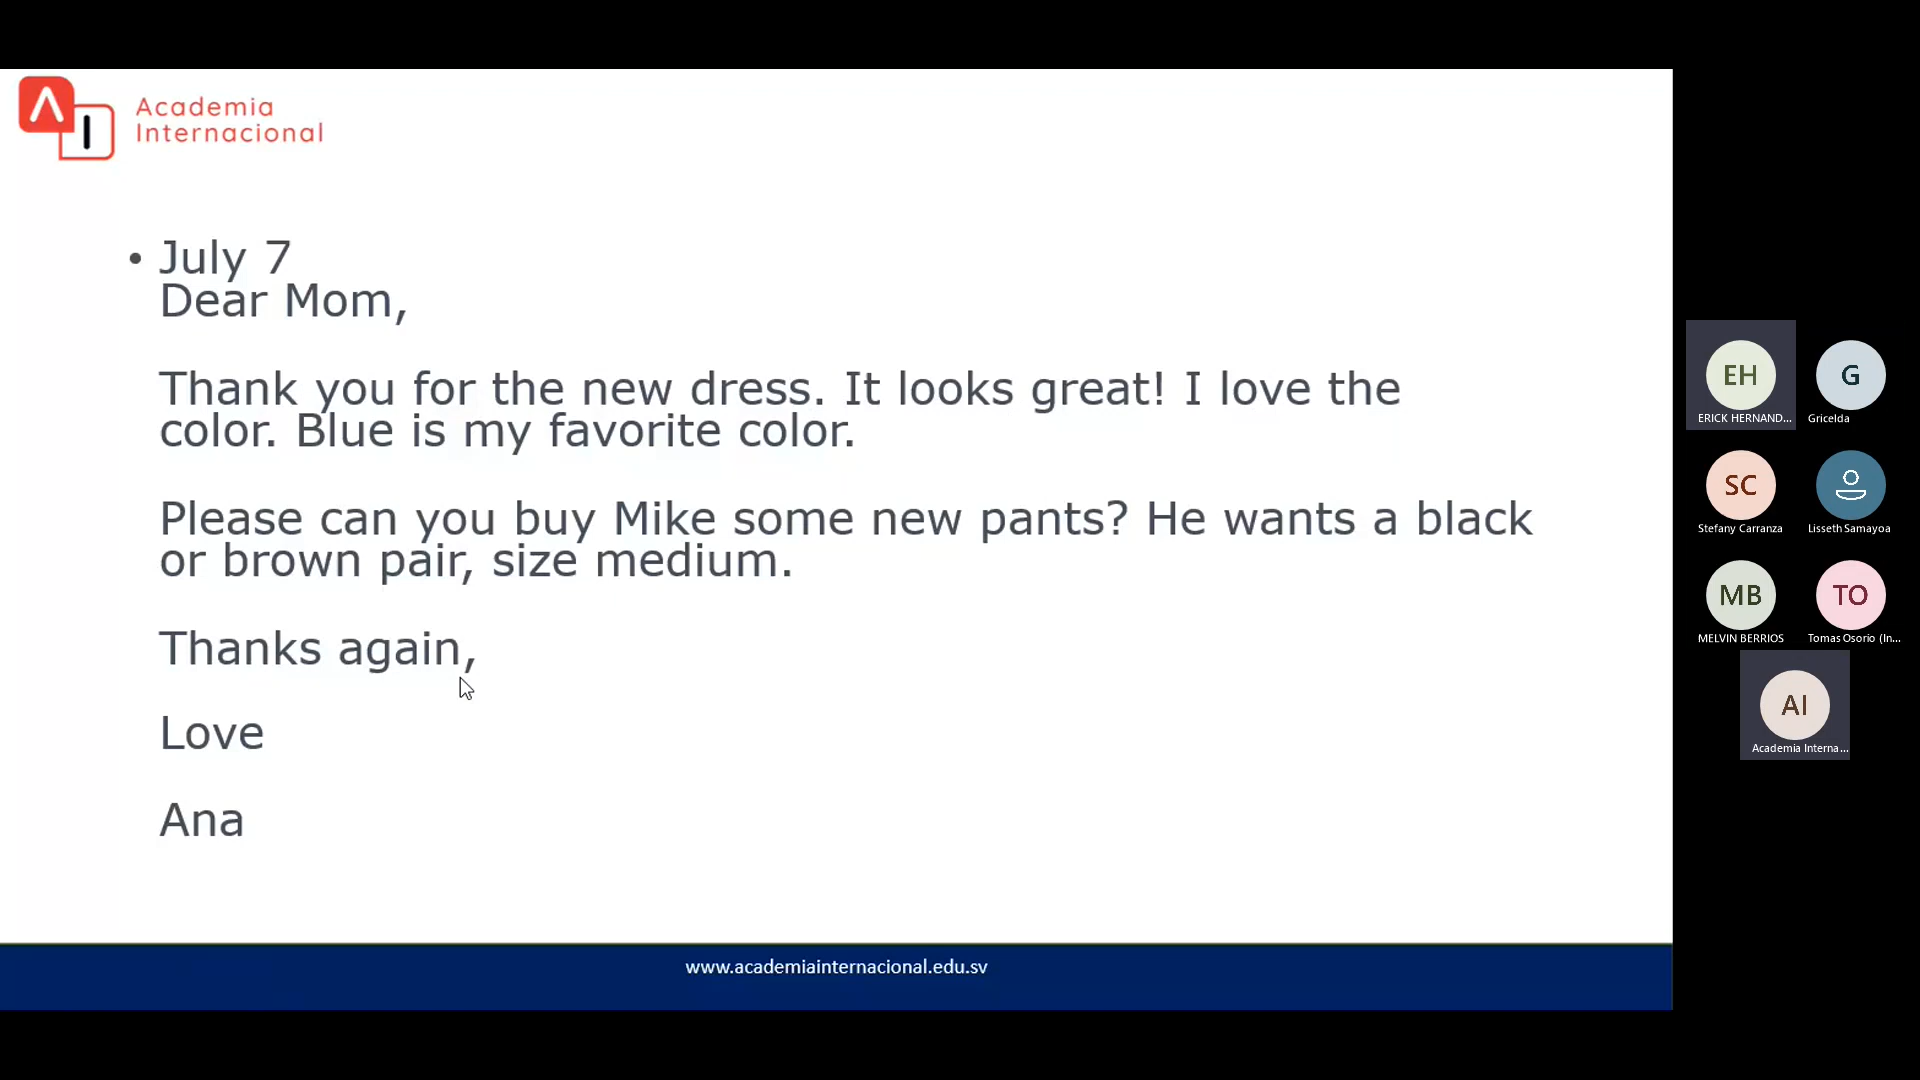 Academia
Internacional
• July 7
Dear Mom,
Thank you for the new dress. It looks great! I love the
color. Blue is my favorite color.
Please can you buy Mike some new pants? He wants a black
or brown pair, size medium.
Thanks again,
Love
Ana
www.academiainternacional.edu.sv
EH
ERICK HERNAND...
G
Gricelda
SC
Stefany Carranza
Lisseth Samayoa
MB
MELVIN BERRIOS
TO
Tomas Osorio (In...
AI
Academia Interna...